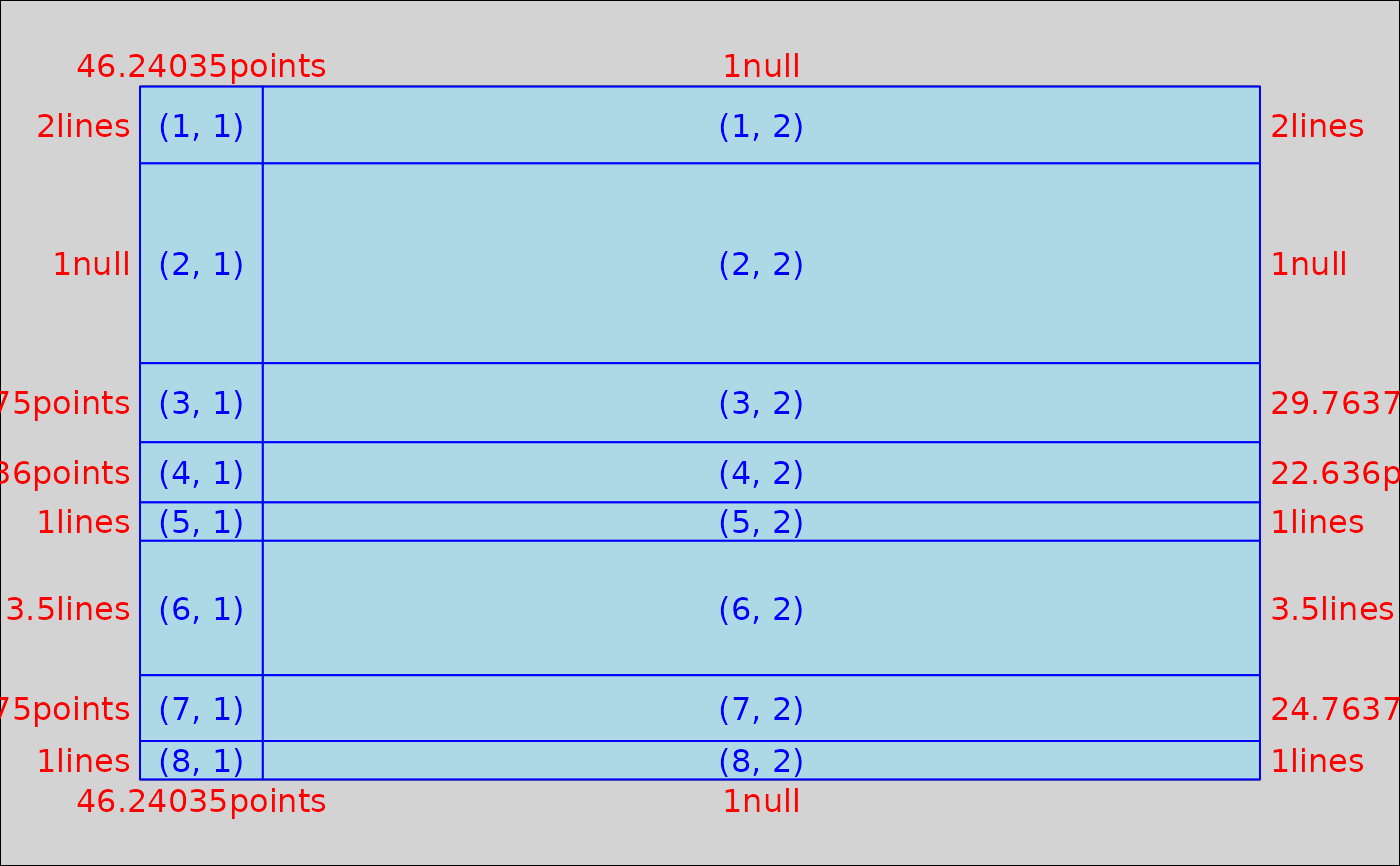 46.24035points 1null
2lines (1, 1) (1, 2) 2lines
1null (2, 1) (2, 2) 1null
75points (3, 1) (3, 2) 29.7637
36points (4, 1) (4, 2) 22.636p
1lines (5, 1) (5, 2) 1lines
3.5lines (6, 1) (6, 2) 3.5lines
75points (7, 1) (7, 2) 24.7637
1lines (8, 1) (8, 2) 1lines
46.24035points 1null